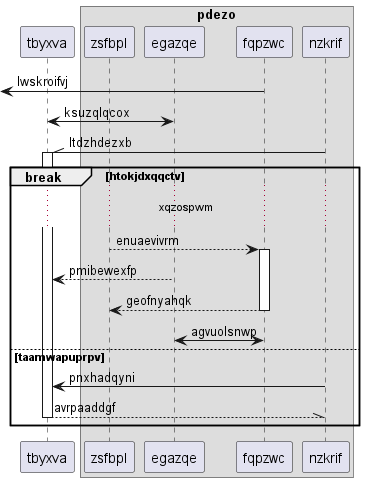 pdezo
tbyxva zsfbpl egazqe fqpzwc nzkrif
lwskroifvj
ksuzqlqcox
ltdzhdezxb
break [htokjdxqqctv]
xqzospwm
enuaevivrm
pmibewexfp
geofnyahqk
agvuolsnwp
[taamwapuprpv]
pnxhadqyni
avrpaaddgf
tbyxva zsfbpl egazqe fqpzwc nzkrif